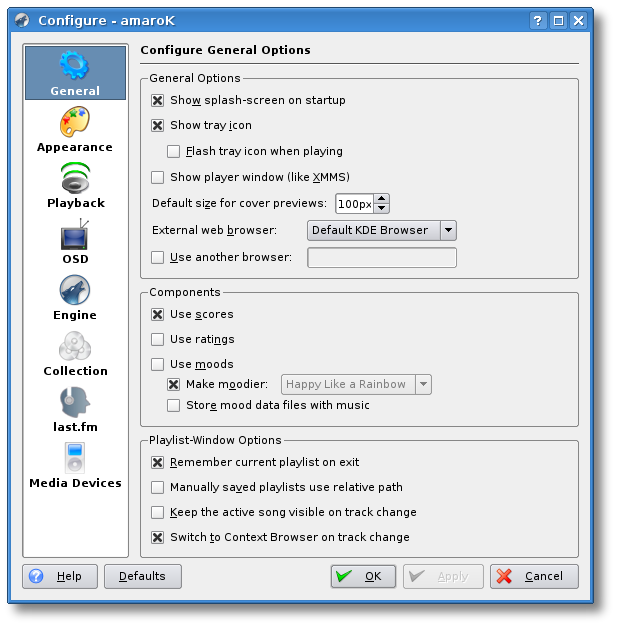 Configure - amaroK
General
Appearance
Playback
OSD
Engine
Collection
last.fm
Media Devices
Configure General Options
General Options
Show splash-screen on startup
Show tray icon
Flash tray icon when playing
Show player window (like XMMS)
Default size for cover previews: 100px
External web browser: Default KDE Browser
Use another browser:
Components
Use scores
Use ratings
Use moods
Make moodier: Happy Like a Rainbow
Store mood data files with music
Playlist-Window Options
Remember current playlist on exit
Manually saved playlists use relative path
Keep the active song visible on track change
Switch to Context Browser on track change
Help Defaults OK Apply Cancel